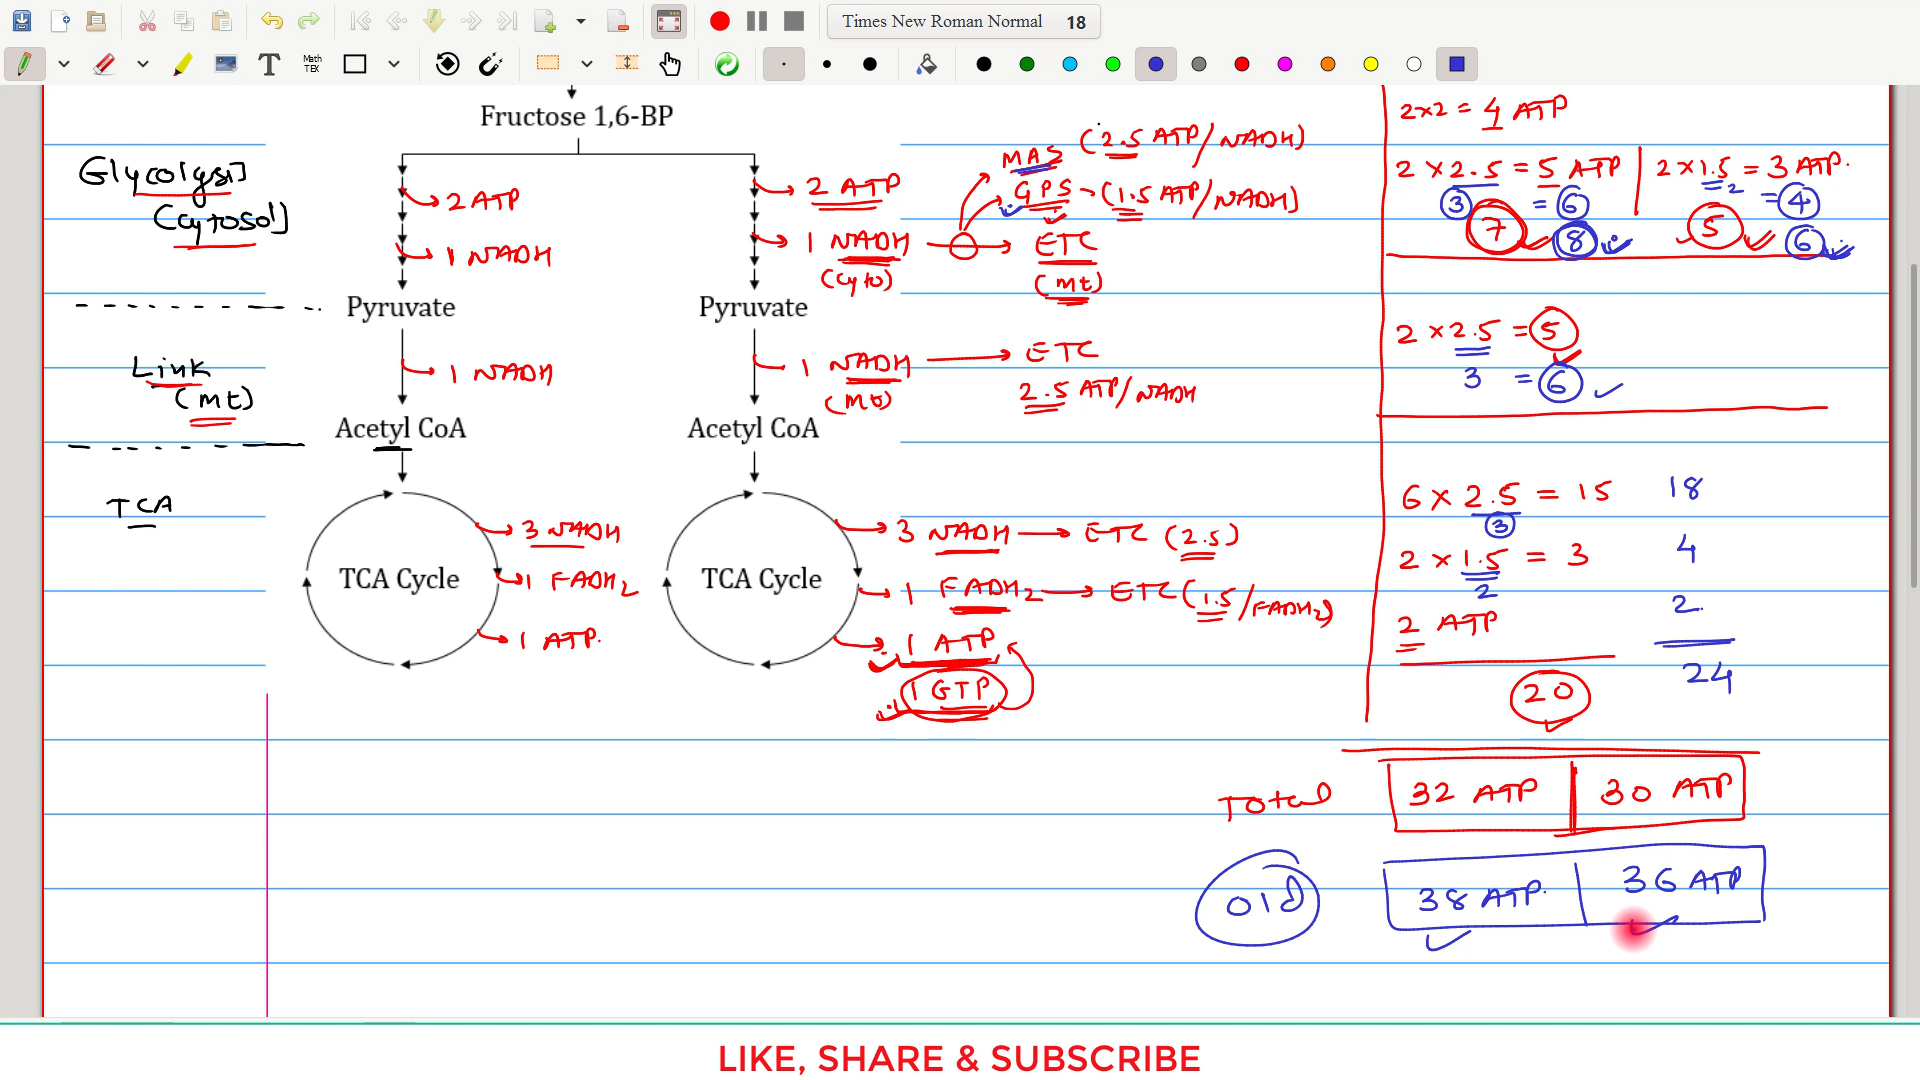 Times New Roman Normal 18
Math
TEX
Fructose 1,6-BP
Glycolysis
(cytosol)
2 ATP
1 NADH
2 ATP
1 NADH
(cyto)
MAS (2.5 ATP/NADH)
GPS - (1.5 ATP/NADH)
ETC
(mt)
2×2 = 4 ATP
2 × 2.5 = 5 ATP
3 = 6
7 8
2 × 1.5 = 3 ATP.
2 = 4
5 6
Pyruvate Pyruvate
Link
(mt)
1 NADH
1 NADH
(mt)
ETC
2.5 ATP/NADH
2 × 2.5 = 5
3 = 6
Acetyl CoA Acetyl CoA
TCA
TCA Cycle
3 NADH
1 FADH2
1 ATP.
TCA Cycle
3 NADH ETC (2.5)
1 FADH2 ETC (1.5/FADH2)
1 ATP
1 GTP
6 × 2.5 = 15 18
3
2 × 1.5 = 3 4
2
2 ATP 2.
20 24
Total 32 ATP 30 ATP
Old 38 ATP. 36 ATP
LIKE, SHARE & SUBSCRIBE